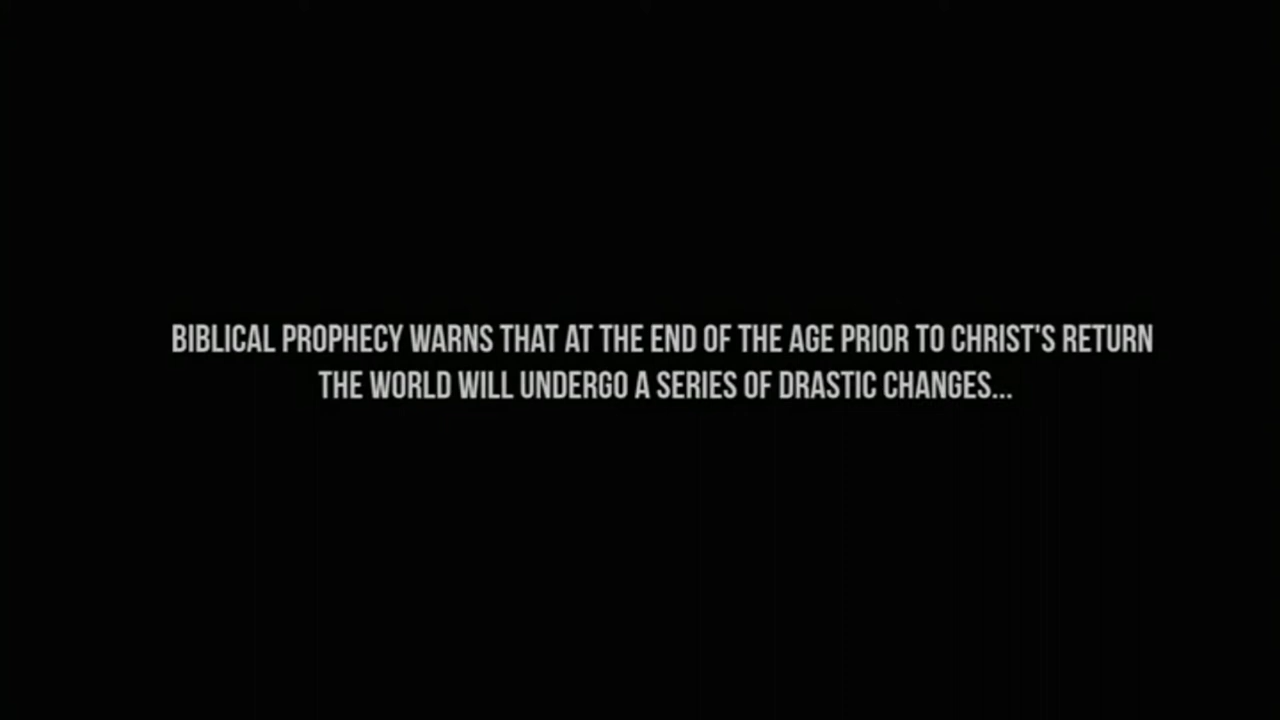 BIBLICAL PROPHECY WARNS THAT AT THE END OF THE AGE PRIOR TO CHRIST'S RETURN
THE WORLD WILL UNDERGO A SERIES OF DRASTIC CHANGES...